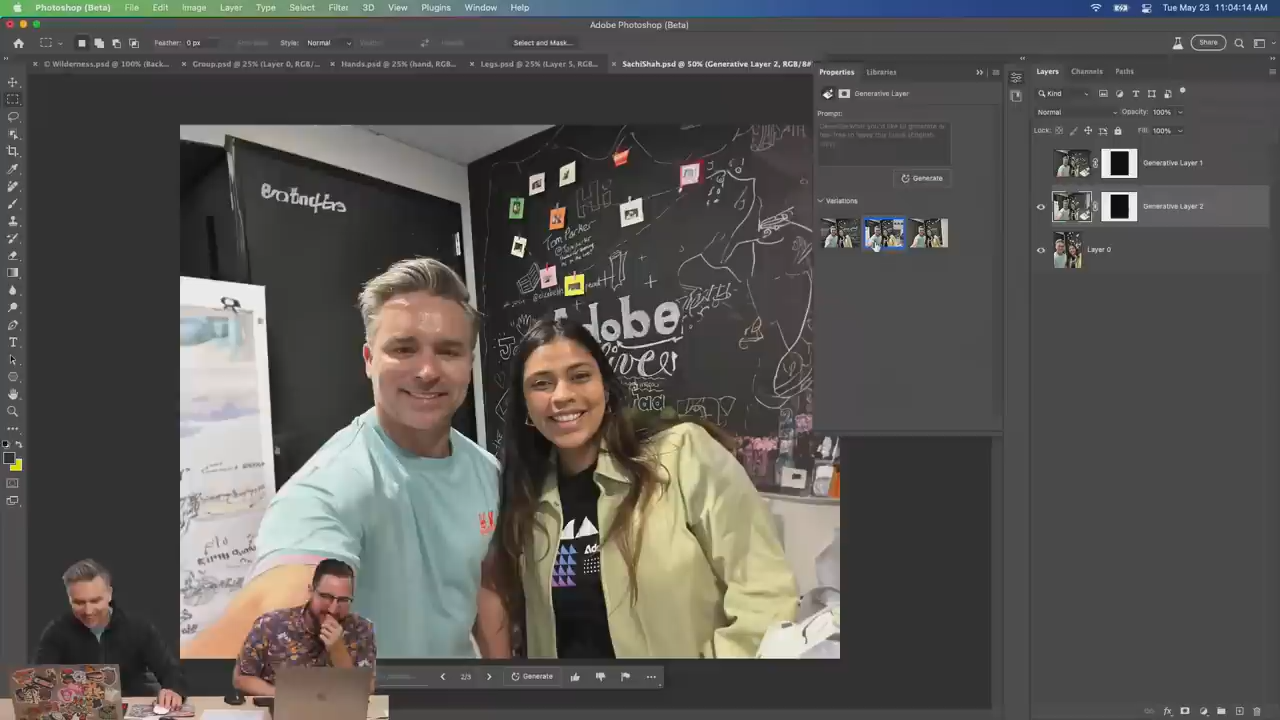 Photoshop (Beta) File Edit Image Layer Type Select Filter 3D View Plugins Window Help
Tue May 23 11:04:14 AM
Adobe Photoshop (Beta)
Feather: 0 px
Style: Normal
Select and Mask...
Share
© Wilderness.psd @ 100% (Back...
Group.psd @ 25% (Layer 0, RGB/...
Hands.psd @ 25% (hand, RGB...
Legs.psd @ 25% (Layer 5, RGB...
SachiShah.psd @ 50% (Generative Layer 2, RGB/8#
Properties Libraries
Generative Layer
Prompt:
Generate
Variations
Layers Channels Paths
Kind
Normal
Opacity: 100%
Lock:
Fill: 100%
Generative Layer 1
Generative Layer 2
Layer 0
Tom Parker
Adobe
2/3
Generate